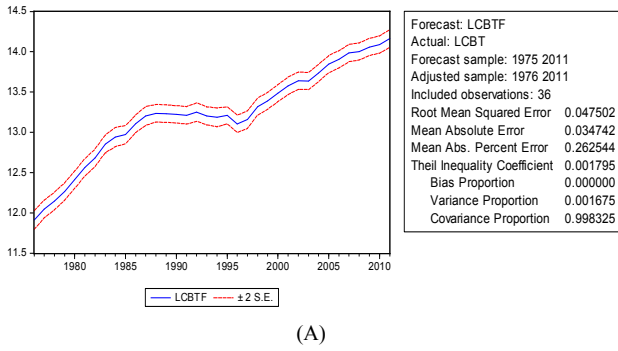 14.5
14.0
13.5
13.0
12.5
12.0
11.5
1980 1985 1990 1995 2000 2005 2010
LCBTF ± 2 S.E.
Forecast: LCBTF
Actual: LCBT
Forecast sample: 1975 2011
Adjusted sample: 1976 2011
Included observations: 36
Root Mean Squared Error 0.047502
Mean Absolute Error 0.034742
Mean Abs. Percent Error 0.262544
Theil Inequality Coefficient 0.001795
Bias Proportion 0.000000
Variance Proportion 0.001675
Covariance Proportion 0.998325
(A)